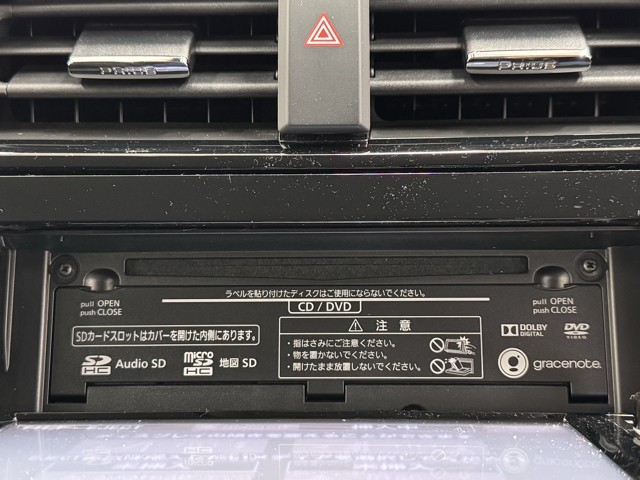 PRIUS
PRIUS
ラベルを貼り付けたディスクはご使用にならないでください。
pull OPEN
push CLOSE
CD / DVD
pull OPEN
push CLOSE
SDカードスロットはカバーを開けた内側にあります。
注 意
・指はさみにご注意ください。
・物を置かないでください。
・開けたまま放置しないでください。
SD HC Audio SD
micro SD HC 地図 SD
DOLBY DIGITAL
DVD VIDEO
gracenote.